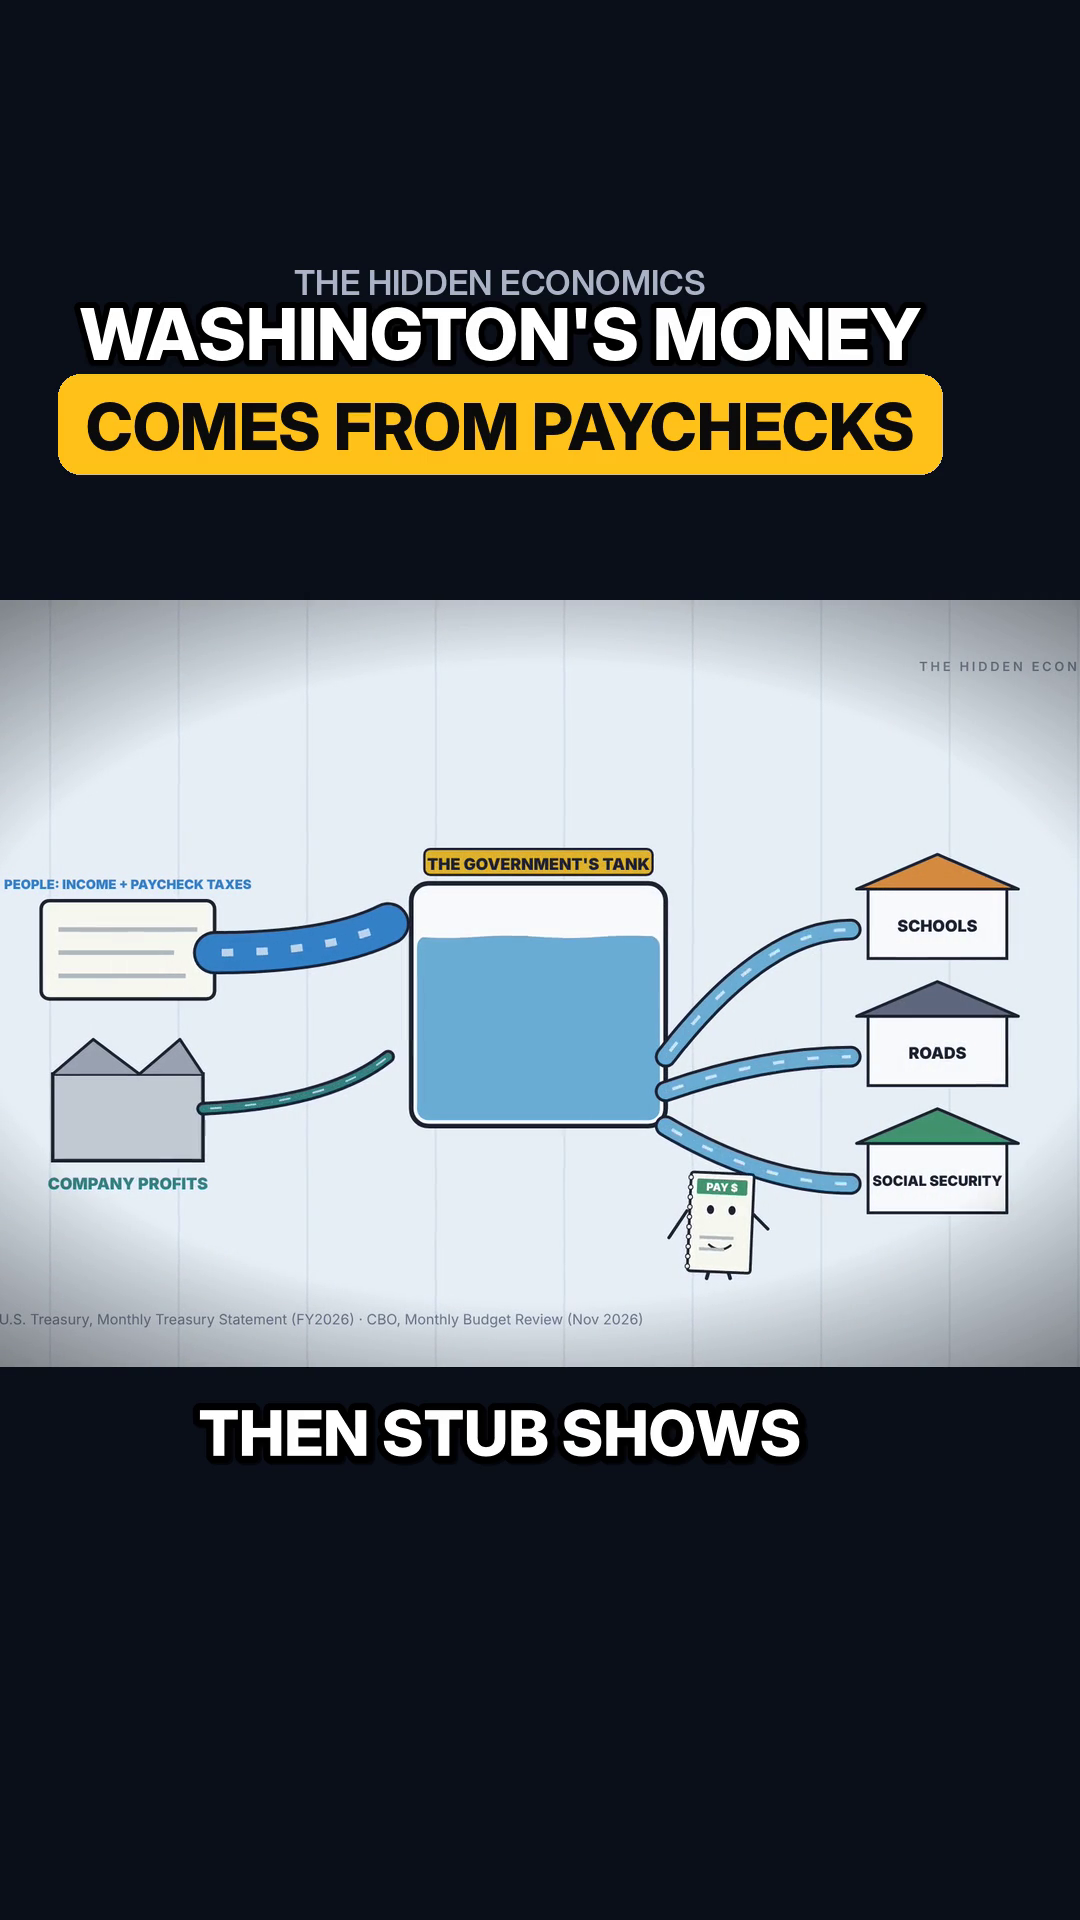 THE HIDDEN ECONOMICS
WASHINGTON'S MONEY
COMES FROM PAYCHECKS
THE HIDDEN ECON
THE GOVERNMENT'S TANK
PEOPLE: INCOME + PAYCHECK TAXES
SCHOOLS
ROADS
COMPANY PROFITS
SOCIAL SECURITY
PAY $
U.S. Treasury, Monthly Treasury Statement (FY2026) · CBO, Monthly Budget Review (Nov 2026)
THEN STUB SHOWS